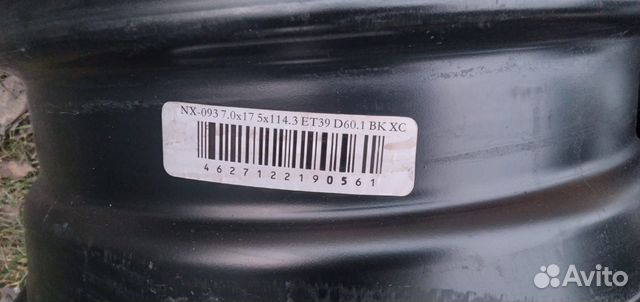 NX-093 7.0x17 5x114.3 ET39 D60.1 BK XC
4627122190561
Avito